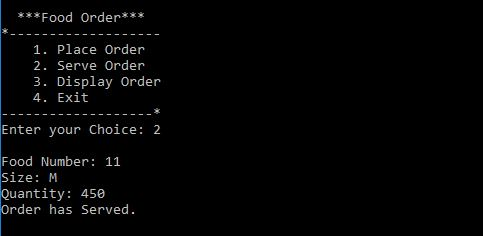 ***Food Order***
*-------------------
1. Place Order
2. Serve Order
3. Display Order
4. Exit
-------------------*
Enter your Choice: 2
Food Number: 11
Size: M
Quantity: 450
Order has Served.